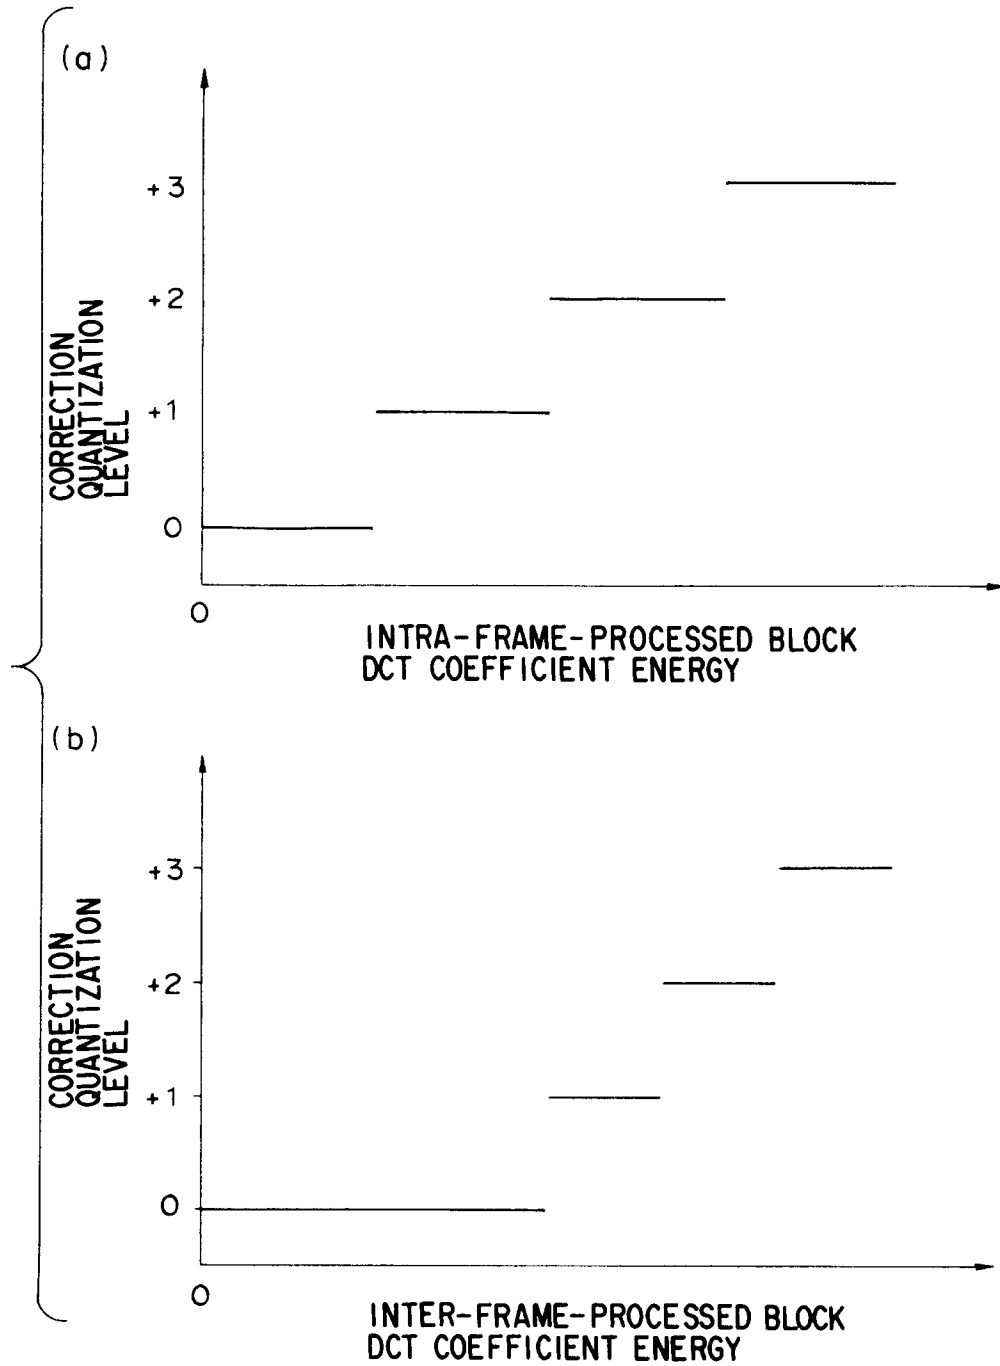 (a)
+3
+2
+1
0
0
CORRECTION
QUANTIZATION
LEVEL
INTRA-FRAME-PROCESSED BLOCK
DCT COEFFICIENT ENERGY
(b)
+3
+2
+1
0
0
CORRECTION
QUANTIZATION
LEVEL
INTER-FRAME-PROCESSED BLOCK
DCT COEFFICIENT ENERGY